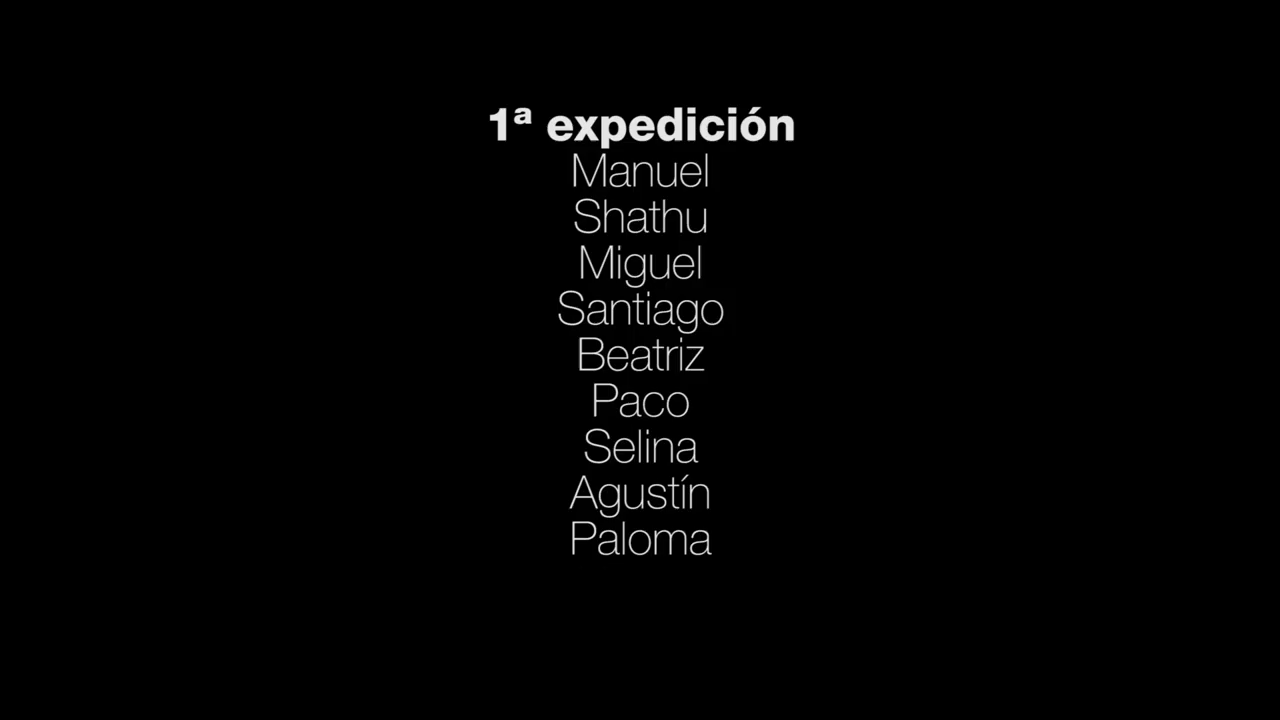 1ª expedición
Manuel
Shathu
Miguel
Santiago
Beatriz
Paco
Selina
Agustín
Paloma